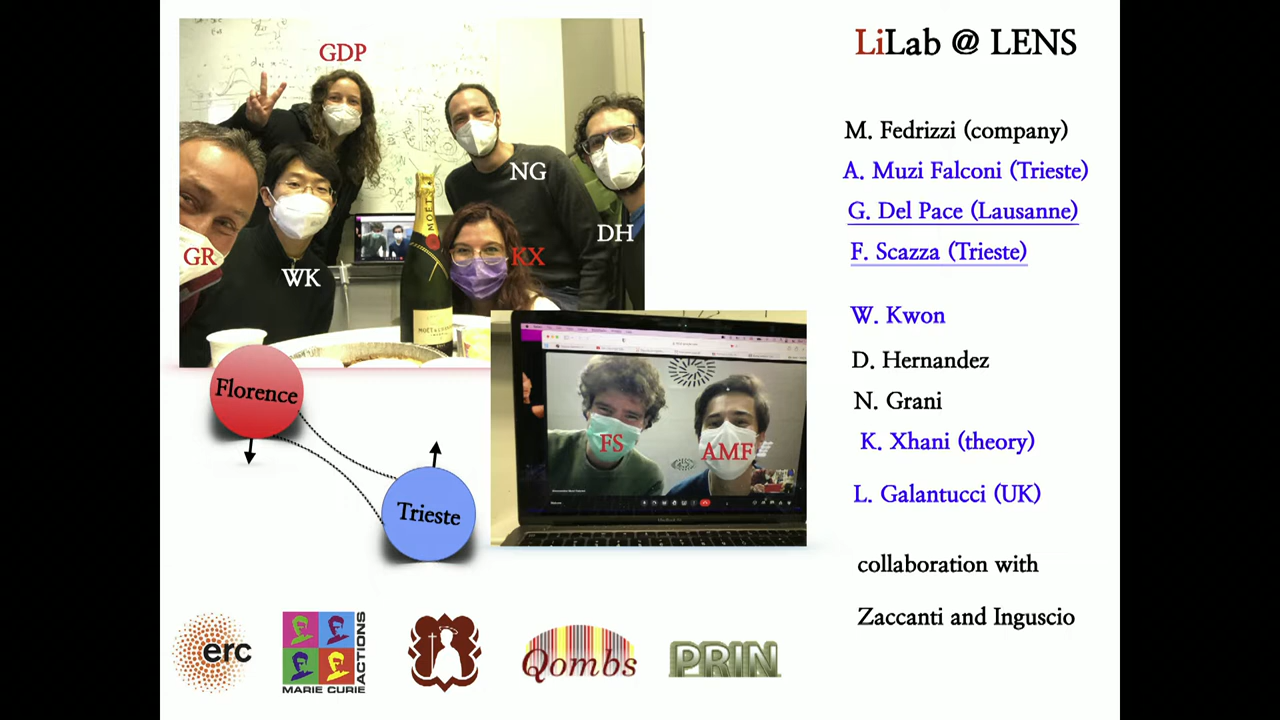 LiLab @ LENS
GDP
NG
GR
WK
KX
DH
MOËT
FS
AMF
Florence
Trieste
M. Fedrizzi (company)
A. Muzi Falconi (Trieste)
G. Del Pace (Lausanne)
F. Scazza (Trieste)
W. Kwon
D. Hernandez
N. Grani
K. Xhani (theory)
L. Galantucci (UK)
collaboration with
Zaccanti and Inguscio
erc
MARIE CURIE ACTIONS
Qombs
PRIN